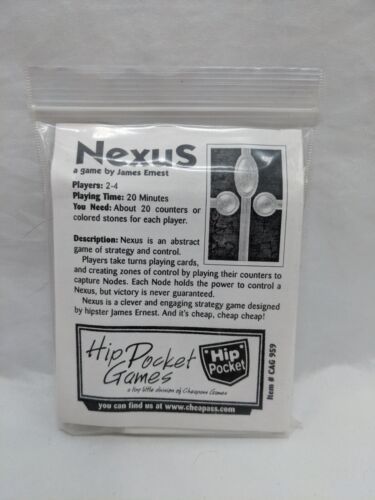 Nexus
a game by James Ernest
Players: 2-4
Playing Time: 20 Minutes
You Need: About 20 counters or
colored stones for each player.
Description: Nexus is an abstract
game of strategy and control.
Players take turns playing cards,
and creating zones of control by playing their counters to
capture Nodes. Each Node holds the power to control a
Nexus, but victory is never guaranteed.
Nexus is a clever and engaging strategy game designed
by hipster James Ernest. And it's cheap, cheap cheap!
Hip Pocket
Games
a tiny little division of Cheapass Games
Hip
Pocket
you can find us at www.cheapass.com
Item # CAG 959